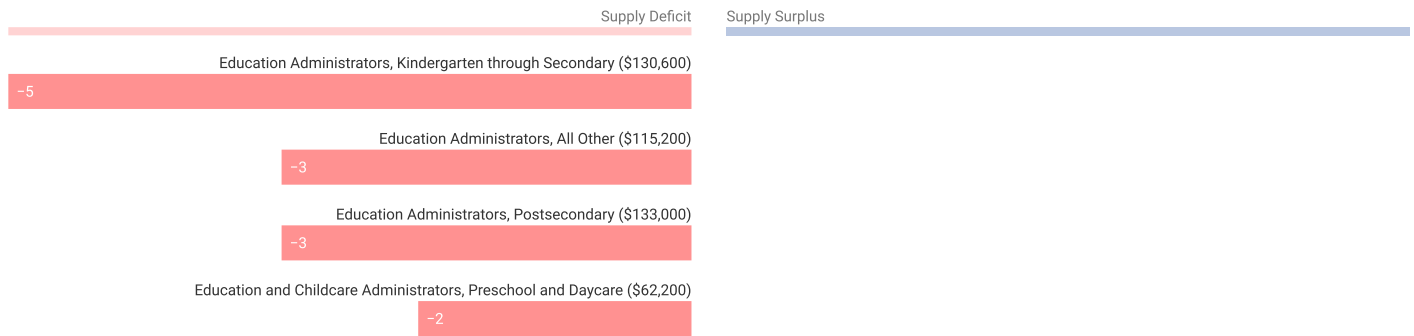 Supply Deficit
Supply Surplus
Education Administrators, Kindergarten through Secondary ($130,600)
−5
Education Administrators, All Other ($115,200)
−3
Education Administrators, Postsecondary ($133,000)
−3
Education and Childcare Administrators, Preschool and Daycare ($62,200)
−2